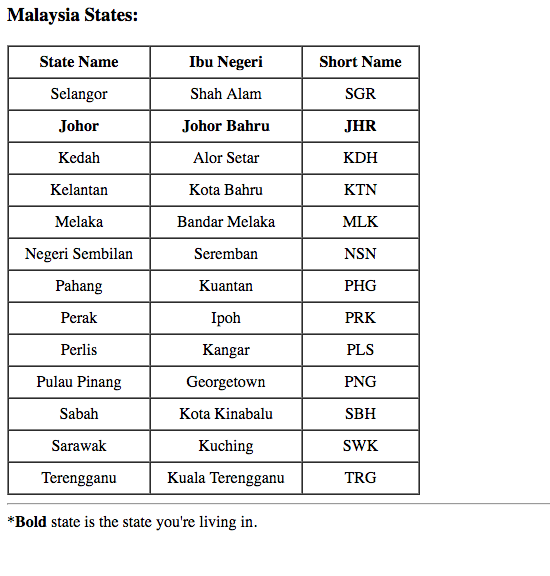 Malaysia States:
State Name Ibu Negeri Short Name
Selangor Shah Alam SGR
Johor Johor Bahru JHR
Kedah Alor Setar KDH
Kelantan Kota Bahru KTN
Melaka Bandar Melaka MLK
Negeri Sembilan Seremban NSN
Pahang Kuantan PHG
Perak Ipoh PRK
Perlis Kangar PLS
Pulau Pinang Georgetown PNG
Sabah Kota Kinabalu SBH
Sarawak Kuching SWK
Terengganu Kuala Terengganu TRG
*Bold state is the state you're living in.